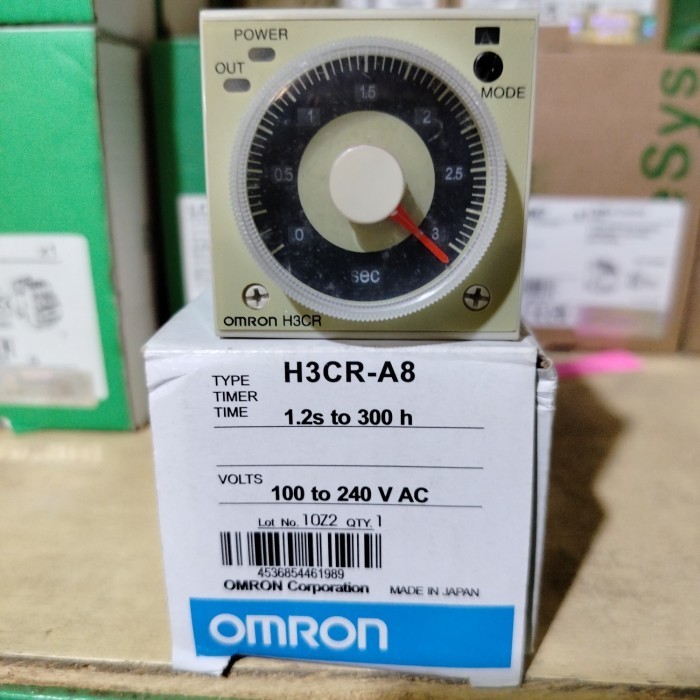 POWER
OUT
A
MODE
0
0.5
1
1.5
2
2.5
3
sec
OMRON H3CR
TYPE H3CR-A8
TIMER
TIME 1.2s to 300 h
VOLTS 100 to 240 V AC
Lot No. 10Z2 QTY. 1
4536854461989
OMRON Corporation MADE IN JAPAN
OMRON
eSys